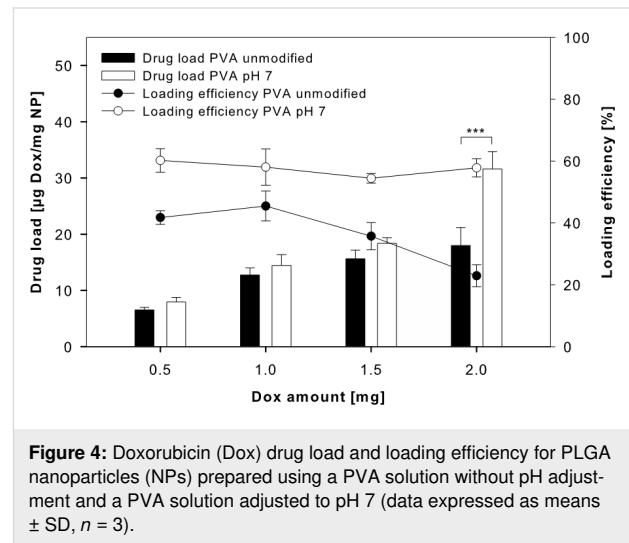 Drug load PVA unmodified
Drug load PVA pH 7
Loading efficiency PVA unmodified
Loading efficiency PVA pH 7
***
Drug load [µg Dox/mg NP]
50
40
30
20
10
0
Loading efficiency [%]
100
80
60
40
20
0
0.5 1.0 1.5 2.0
Dox amount [mg]
Figure 4: Doxorubicin (Dox) drug load and loading efficiency for PLGA
nanoparticles (NPs) prepared using a PVA solution without pH adjust-
ment and a PVA solution adjusted to pH 7 (data expressed as means
± SD, n = 3).